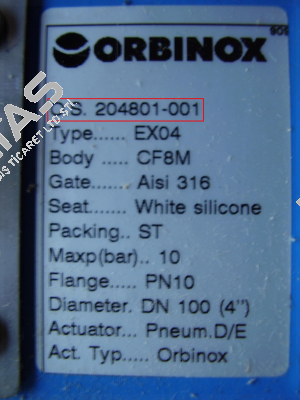 ORBINOX
C.S. 204801-001
Type...... EX04
Body ...... CF8M
Gate....... Aisi 316
Seat....... White silicone
Packing.. ST
Maxp(bar).. 10
Flange..... PN10
Diameter. DN 100 (4")
Actuator... Pneum.D/E
Act. Typ... Orbinox